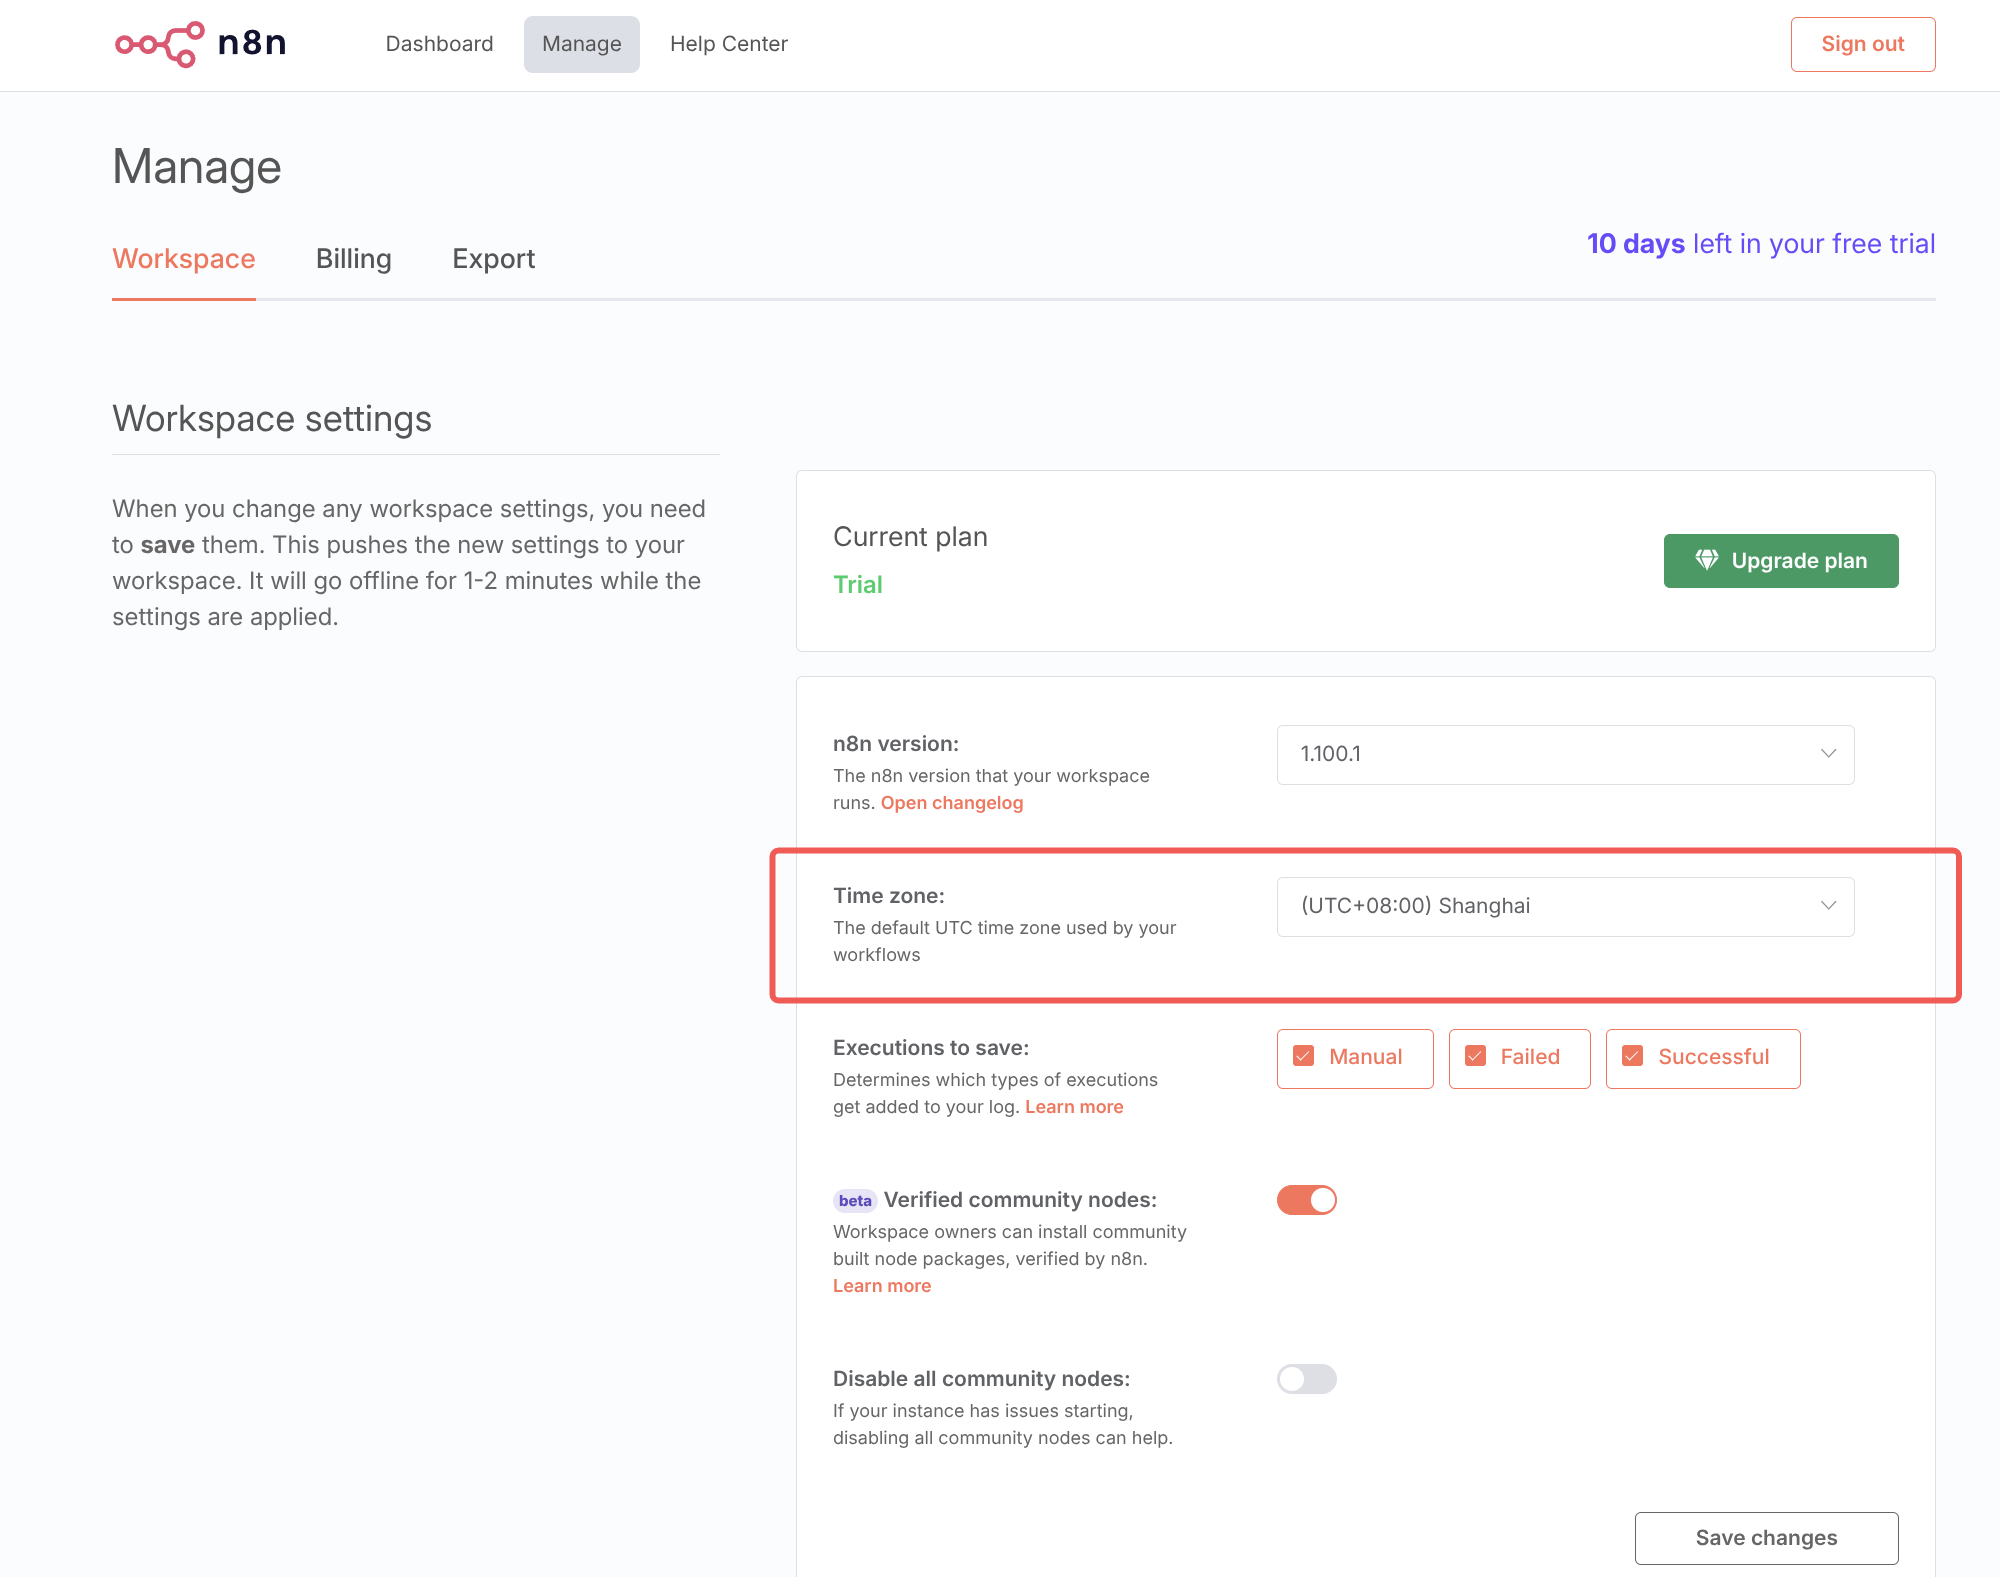 n8n
Dashboard
Manage
Help Center
Sign out
Manage
Workspace
Billing
Export
10 days left in your free trial
Workspace settings
When you change any workspace settings, you need
to save them. This pushes the new settings to your
workspace. It will go offline for 1-2 minutes while the
settings are applied.
Current plan
Trial
Upgrade plan
n8n version:
The n8n version that your workspace
runs. Open changelog
1.100.1
Time zone:
The default UTC time zone used by your
workflows
(UTC+08:00) Shanghai
Executions to save:
Determines which types of executions
get added to your log. Learn more
Manual
Failed
Successful
beta Verified community nodes:
Workspace owners can install community
built node packages, verified by n8n.
Learn more
Disable all community nodes:
If your instance has issues starting,
disabling all community nodes can help.
Save changes